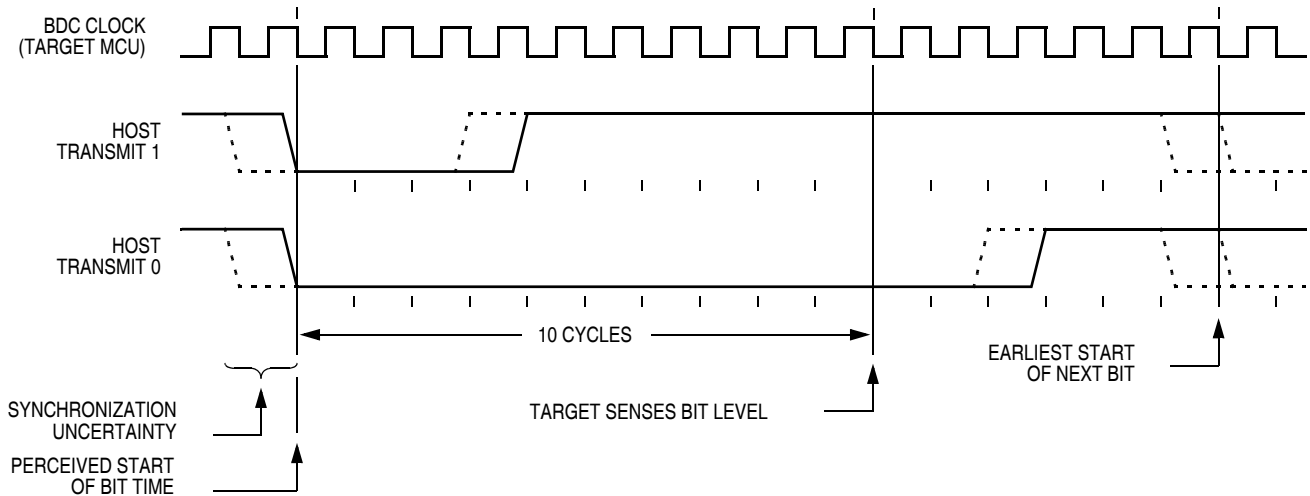 BDC CLOCK
(TARGET MCU)
HOST
TRANSMIT 1
HOST
TRANSMIT 0
10 CYCLES
EARLIEST START
OF NEXT BIT
SYNCHRONIZATION
UNCERTAINTY
TARGET SENSES BIT LEVEL
PERCEIVED START
OF BIT TIME